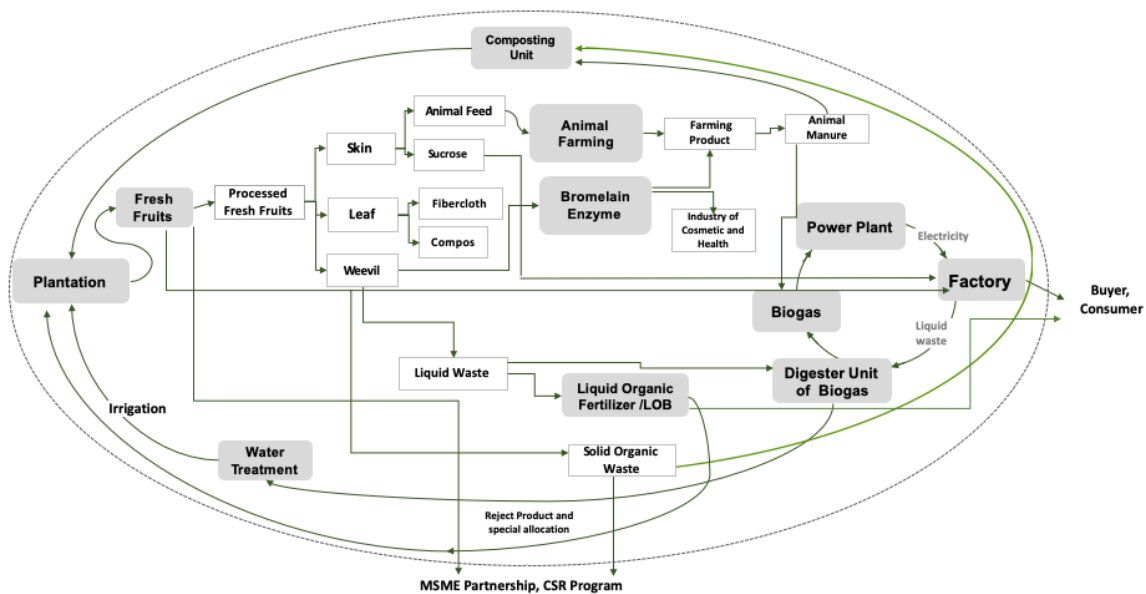 Composting
Unit
Animal Feed
Animal
Farming
Farming
Product
Animal
Manure
Skin
Sucrose
Fresh
Fruits
Processed
Fresh Fruits
Leaf
Fibercloth
Compos
Bromelain
Enzyme
Industry of
Cosmetic and
Health
Power Plant
Electricity
Weevil
Plantation
Factory
Buyer,
Consumer
Biogas
Liquid
waste
Liquid Waste
Digester Unit
of Biogas
Liquid Organic
Fertilizer /LOB
Irrigation
Water
Treatment
Solid Organic
Waste
Reject Product and
special allocation
MSME Partnership, CSR Program